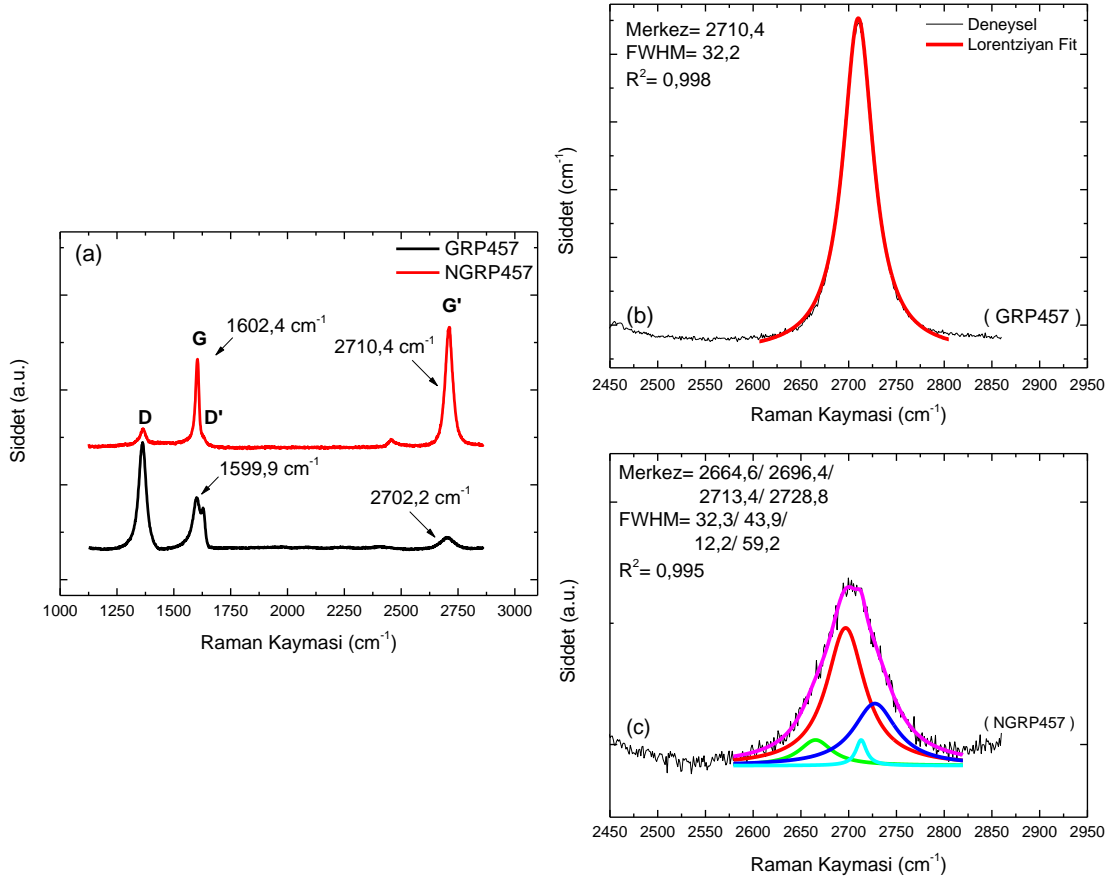 (a)
GRP457
NGRP457
G'
G
1602,4 cm⁻¹
2710,4 cm⁻¹
D
D'
1599,9 cm⁻¹
2702,2 cm⁻¹
Siddet (a.u.)
1000 1250 1500 1750 2000 2250 2500 2750 3000
Raman Kaymasi (cm⁻¹)
Merkez= 2710,4
FWHM= 32,2
R²= 0,998
Deneysel
Lorentziyan Fit
Siddet (cm⁻¹)
(b)
( GRP457 )
2450 2500 2550 2600 2650 2700 2750 2800 2850 2900 2950
Raman Kaymasi (cm⁻¹)
Merkez= 2664,6/ 2696,4/
2713,4/ 2728,8
FWHM= 32,3/ 43,9/
12,2/ 59,2
R²= 0,995
Siddet (a.u.)
(c)
( NGRP457 )
2450 2500 2550 2600 2650 2700 2750 2800 2850 2900 2950
Raman Kaymasi (cm⁻¹)